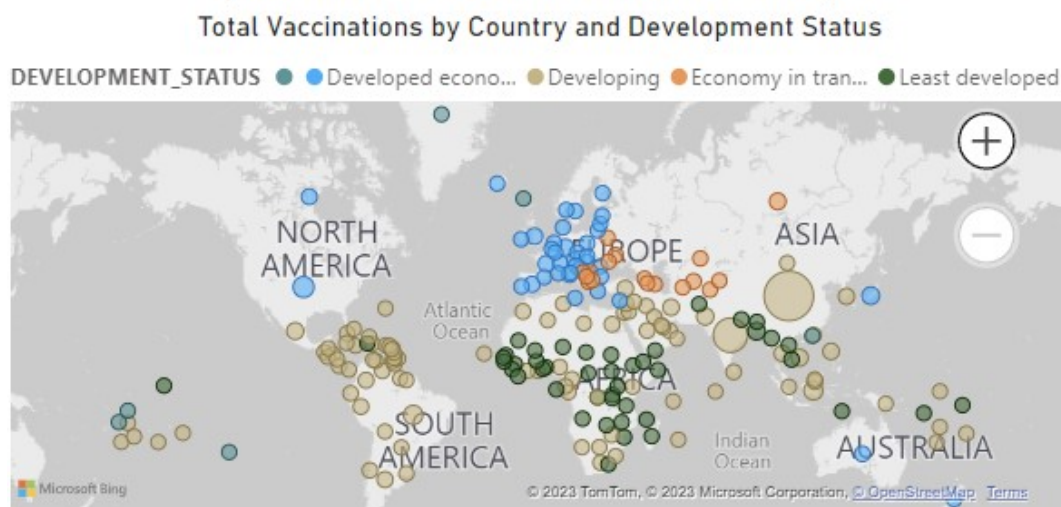 Total Vaccinations by Country and Development Status
DEVELOPMENT_STATUS Developed econo... Developing Economy in tran... Least developed
NORTH
AMERICA
EUROPE
ASIA
Atlantic
Ocean
AFRICA
SOUTH
AMERICA
Indian
Ocean
AUSTRALIA
Microsoft Bing
© 2023 TomTom, © 2023 Microsoft Corporation, © OpenStreetMap Terms